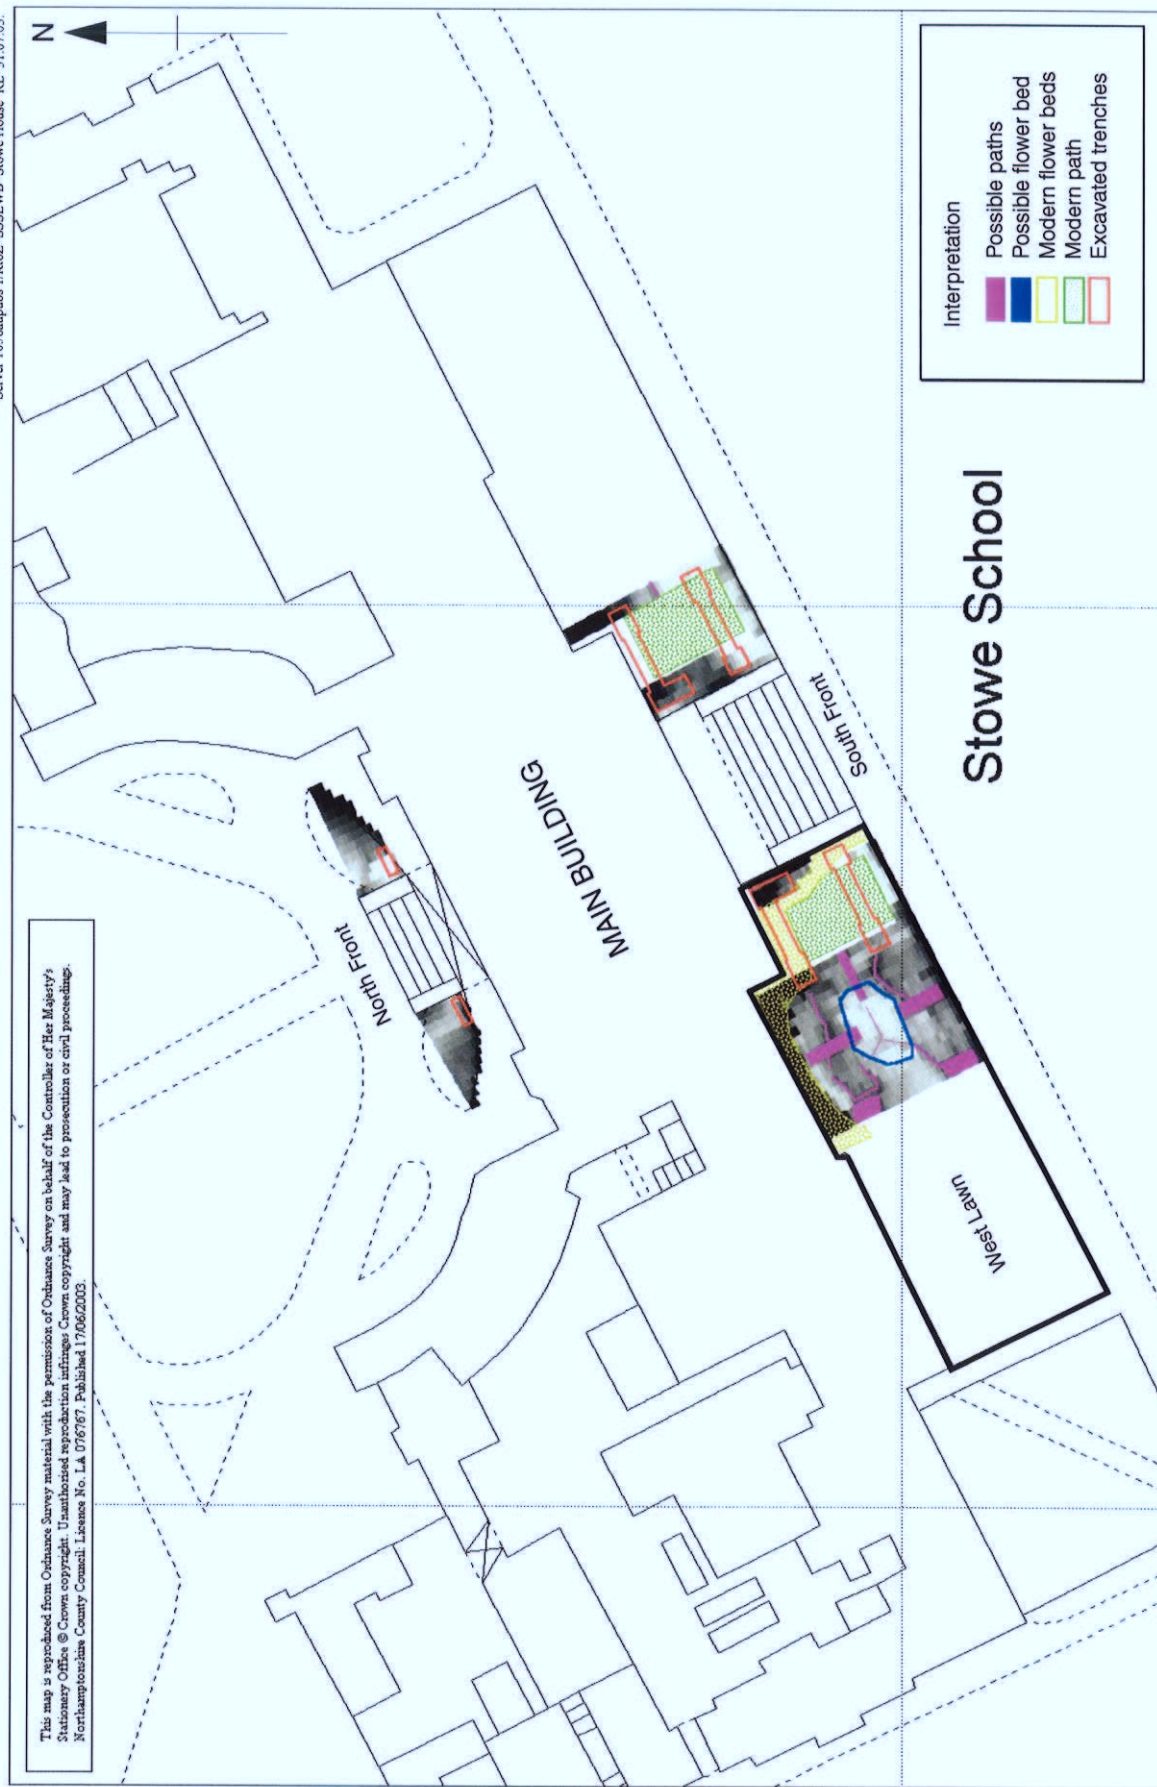 This map is reproduced from Ordnance Survey material with the permission of Ordnance Survey on behalf of the Controller of Her Majesty's
Stationery Office © Crown copyright. Unauthorised reproduction infringes Crown copyright and may lead to prosecution or civil proceedings.
Northamptonshire County Council: Licence No. LA 076767. Published 17/06/2003.
N
North Front
MAIN BUILDING
South Front
West Lawn
Stowe School
Interpretation
Possible paths
Possible flower bed
Modern flower beds
Modern path
Excavated trenches